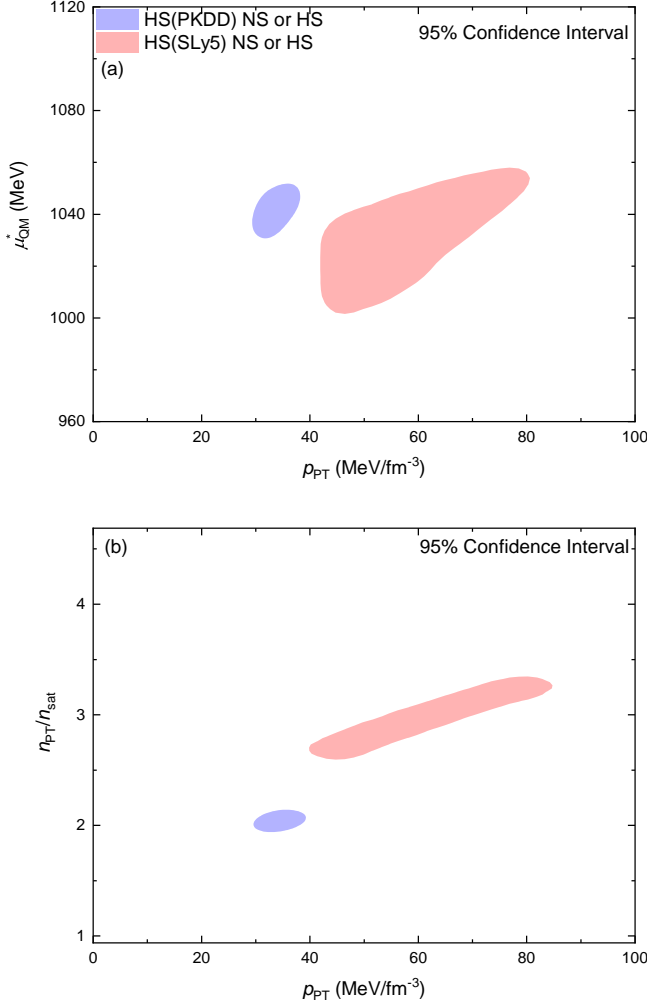 HS(PKDD) NS or HS
HS(SLy5) NS or HS
95% Confidence Interval
(a)
1120
1080
1040
1000
960
μ*QM (MeV)
0 20 40 60 80 100
pPT (MeV/fm-3)
(b)
95% Confidence Interval
4
3
2
1
nPT/nsat
0 20 40 60 80 100
pPT (MeV/fm-3)